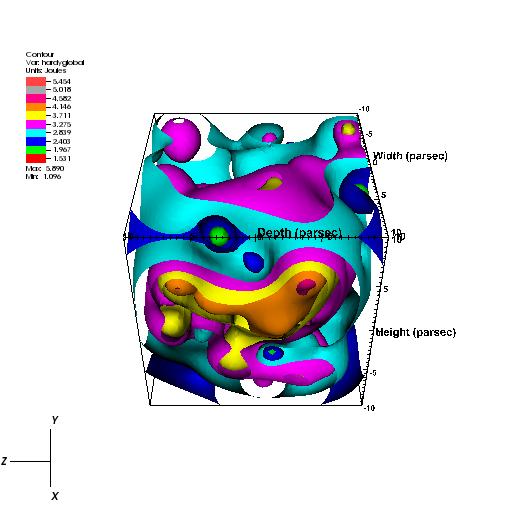 Contour
Var: hardyglobal
Units: Joules
5.454
5.018
4.582
4.146
3.711
3.275
2.839
2.403
1.967
1.531
Max: 5.890
Min: 1.096
-10
-5
Width (parsec)
5
Depth (parsec)
10
10
5
Height (parsec)
-5
-10
Y
Z
X